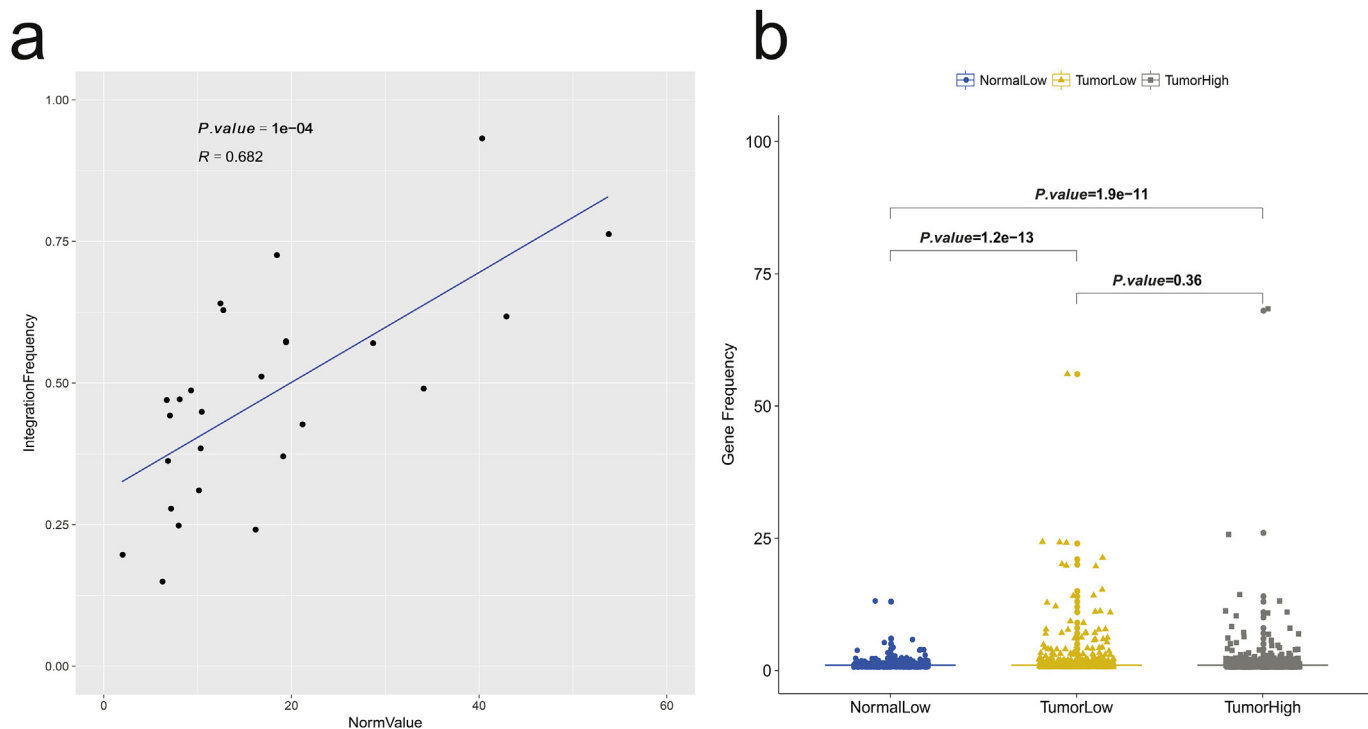 a
P.value = 1e−04
R = 0.682
1.00
0.75
0.50
0.25
0.00
IntegrationFrequency
0 20 40 60
NormValue
b
NormalLow TumorLow TumorHigh
P.value=1.9e−11
P.value=1.2e−13
P.value=0.36
100
75
50
25
0
Gene Frequency
NormalLow TumorLow TumorHigh